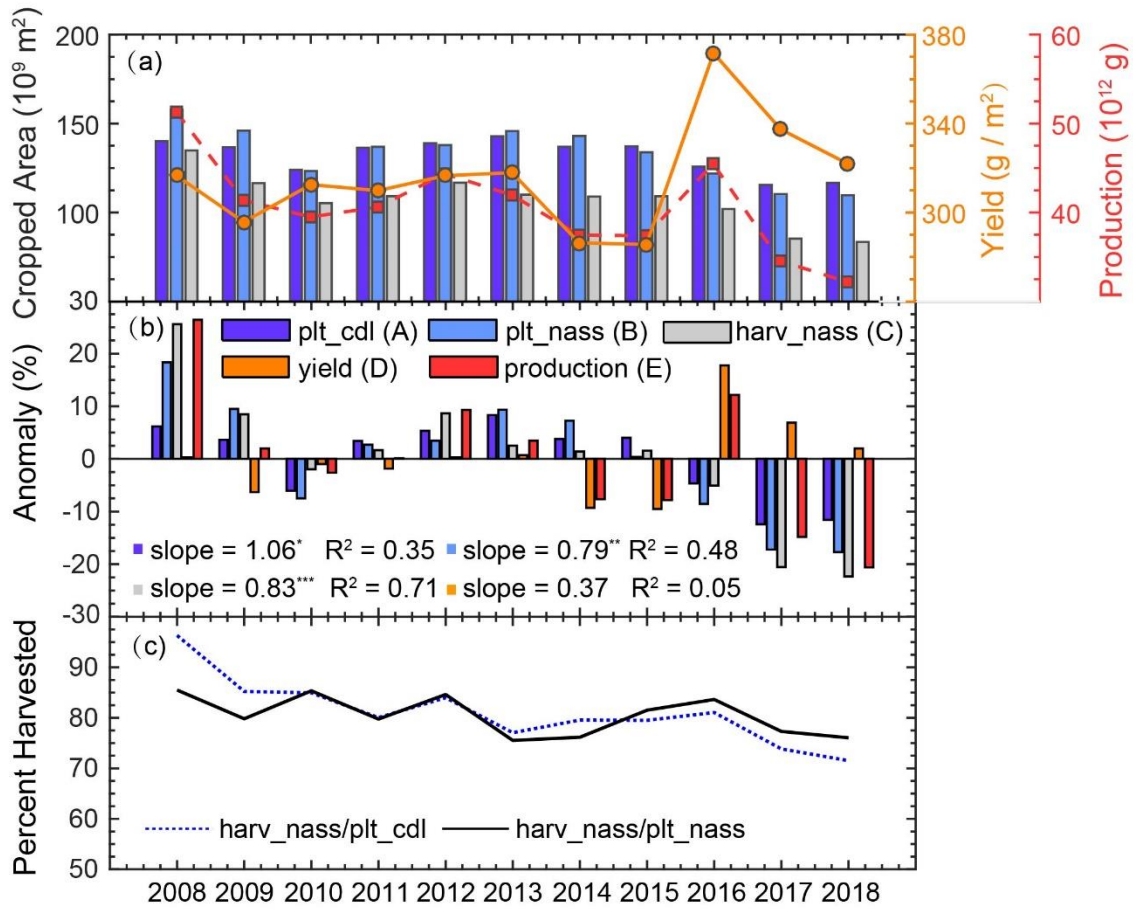 (a)
Cropped Area (10⁹ m²)
200
150
100
30
Yield (g / m²)
380
340
300
260
Production (10¹² g)
60
50
40
(b)
Anomaly (%)
20
10
0
-10
-20
-30
plt_cdl (A) plt_nass (B) harv_nass (C)
yield (D) production (E)
slope = 1.06* R² = 0.35 slope = 0.79** R² = 0.48
slope = 0.83*** R² = 0.71 slope = 0.37 R² = 0.05
(c)
Percent Harvested
90
80
70
60
50
harv_nass/plt_cdl harv_nass/plt_nass
2008 2009 2010 2011 2012 2013 2014 2015 2016 2017 2018